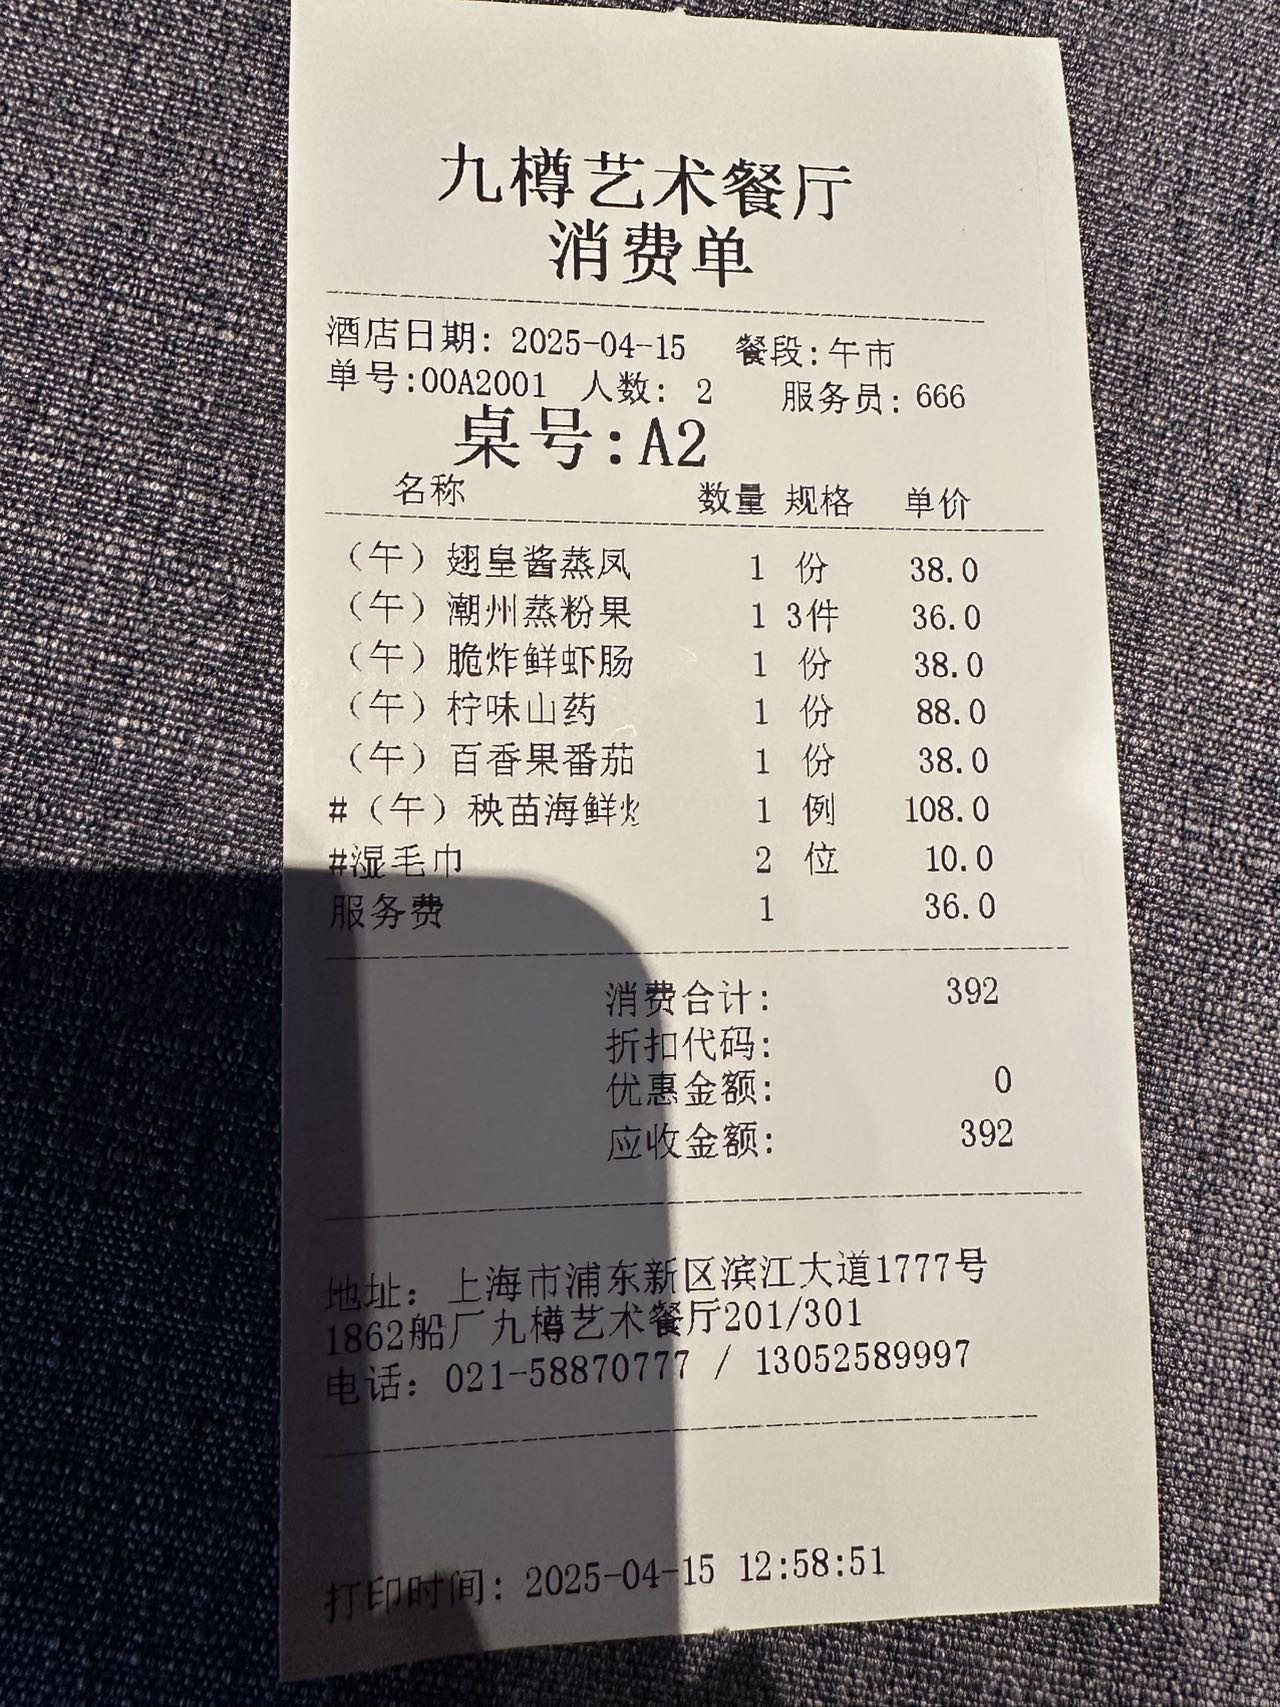 九樽艺术餐厅
消费单
酒店日期: 2025-04-15 餐段:午市
单号:00A2001 人数: 2 服务员: 666
桌号:A2
名称 数量 规格 单价
（午）翅皇酱蒸凤 1 份 38.0
（午）潮州蒸粉果 1 3件 36.0
（午）脆炸鲜虾肠 1 份 38.0
（午）柠味山药 1 份 88.0
（午）百香果番茄 1 份 38.0
#（午）秧苗海鲜 1 例 108.0
#湿毛巾 2 位 10.0
服务费 1 36.0
消费合计: 392
折扣代码:
优惠金额: 0
应收金额: 392
地址: 上海市浦东新区滨江大道1777号
1862船厂九樽艺术餐厅201/301
电话: 021-58870777 / 13052589997
打印时间: 2025-04-15 12:58:51